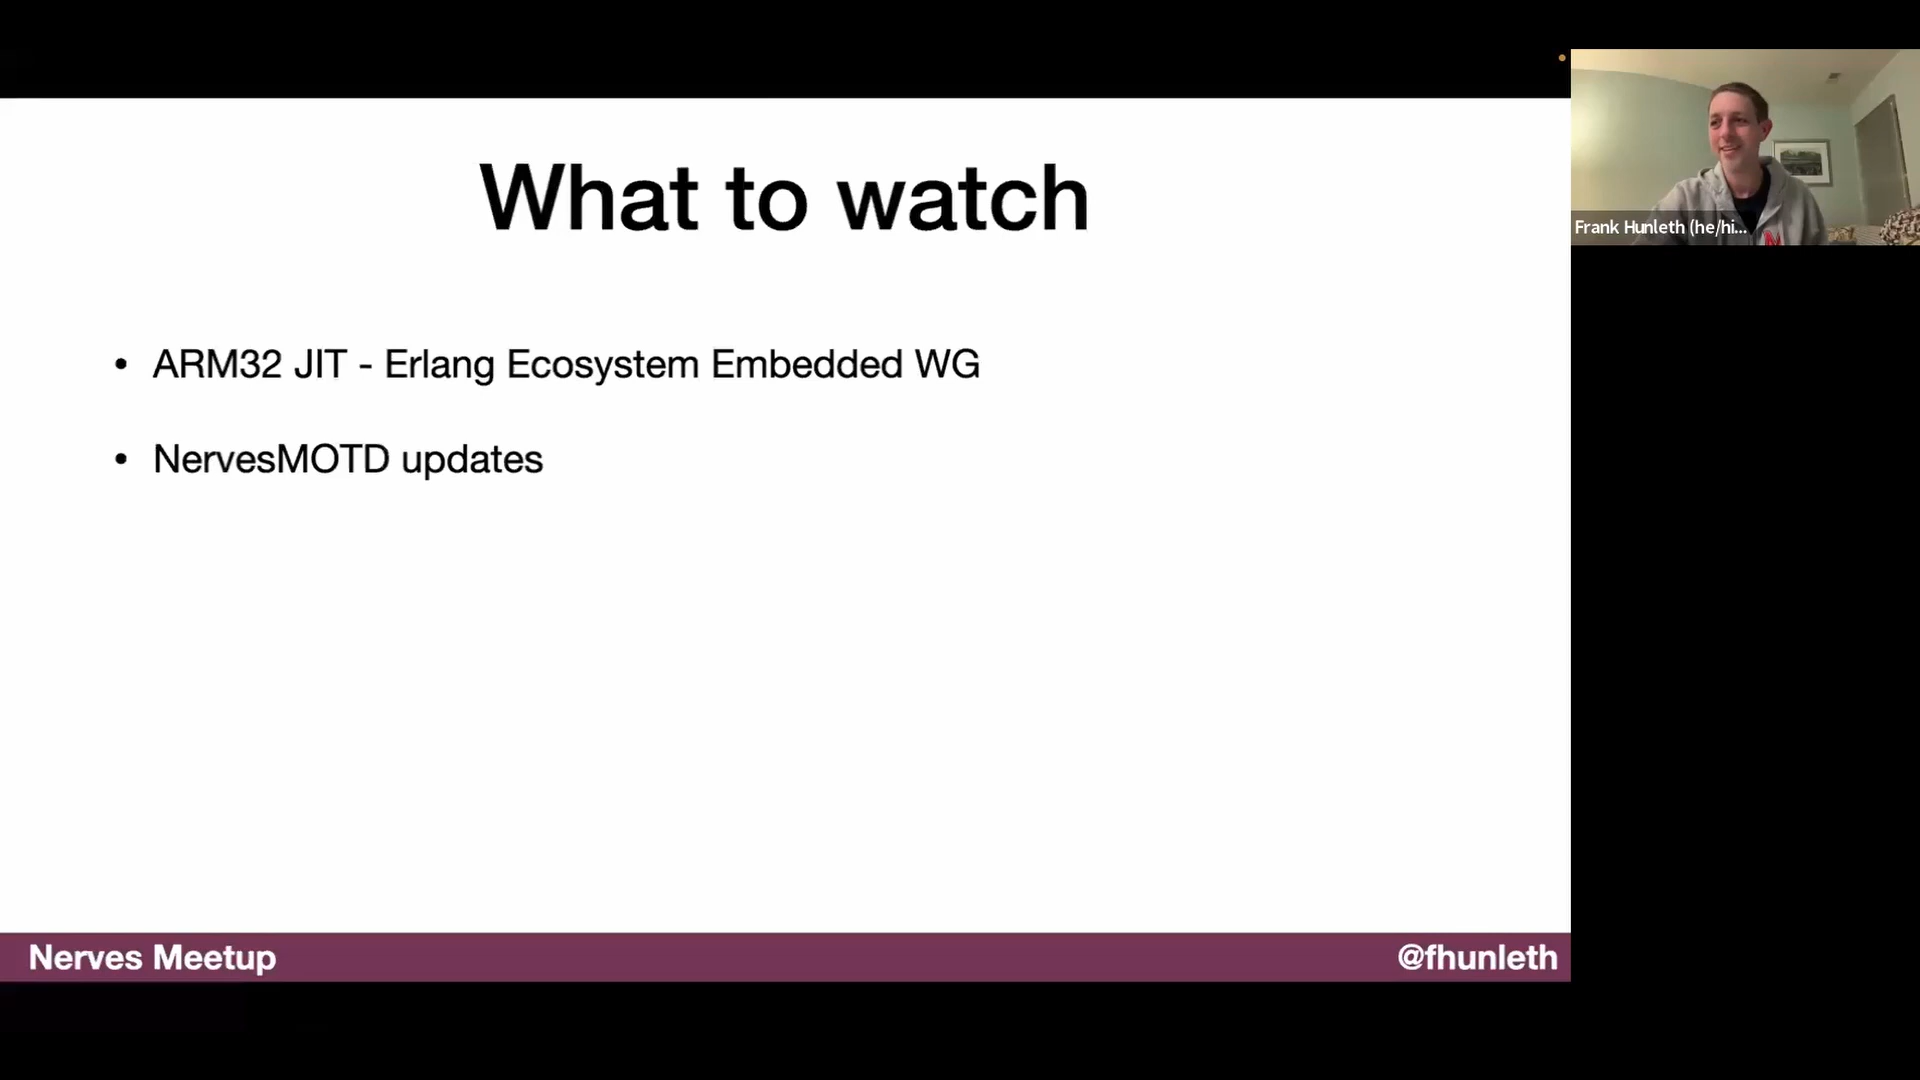 What to watch
• ARM32 JIT - Erlang Ecosystem Embedded WG
• NervesMOTD updates
Nerves Meetup
@fhunleth
Frank Hunleth (he/hi...